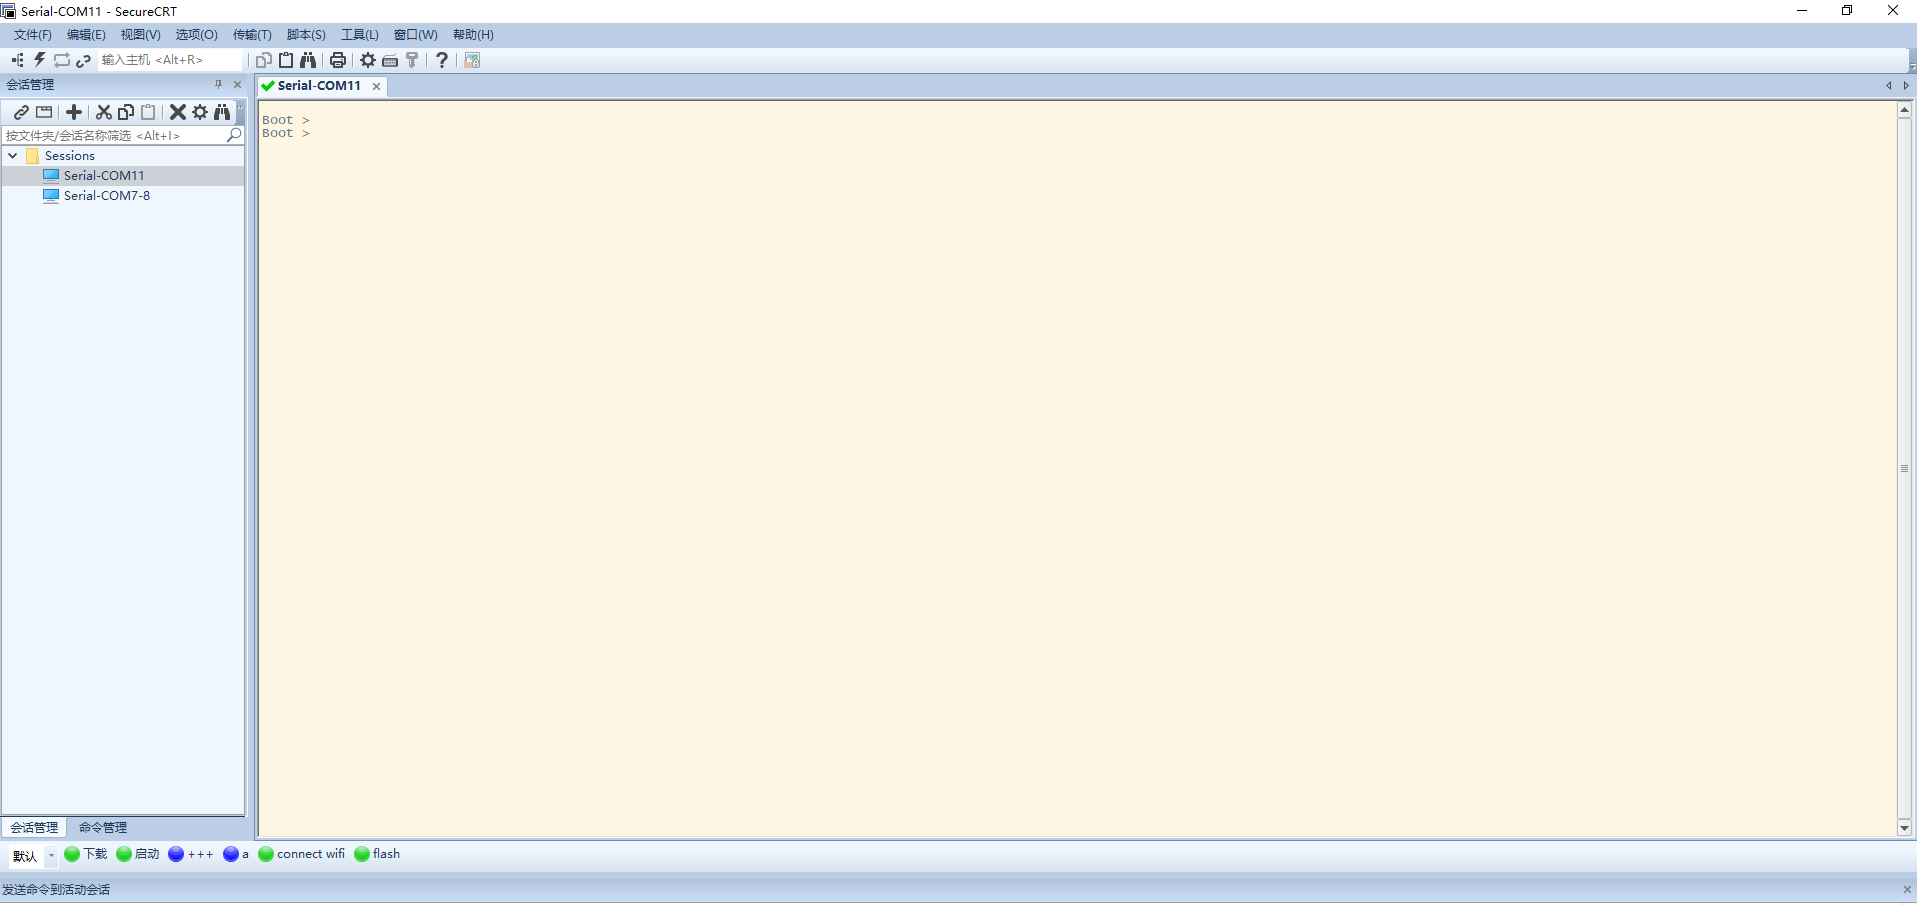 Serial-COM11 - SecureCRT
文件(F) 编辑(E) 视图(V) 选项(O) 传输(T) 脚本(S) 工具(L) 窗口(W) 帮助(H)
输入主机 <Alt+R>
会话管理
Serial-COM11
按文件夹/会话名称筛选 <Alt+I>
Sessions
Serial-COM11
Serial-COM7-8
Boot >
Boot >
会话管理 命令管理
默认 下载 启动 +++ a connect wifi flash
发送命令到活动会话